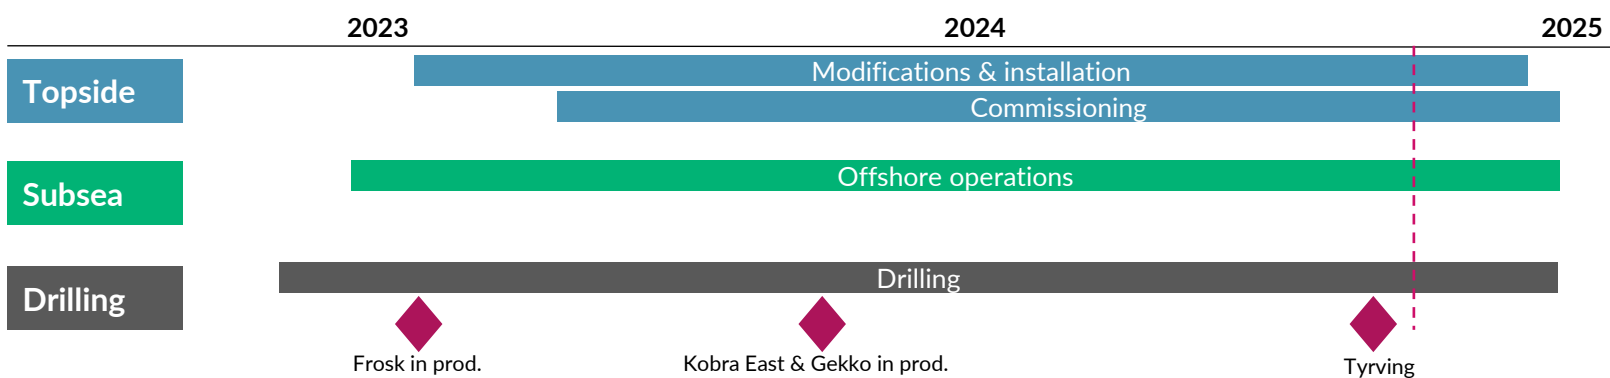 2023
2024
2025
Topside
Modifications & installation
Commissioning
Subsea
Offshore operations
Drilling
Drilling
Frosk in prod.
Kobra East & Gekko in prod.
Tyrving